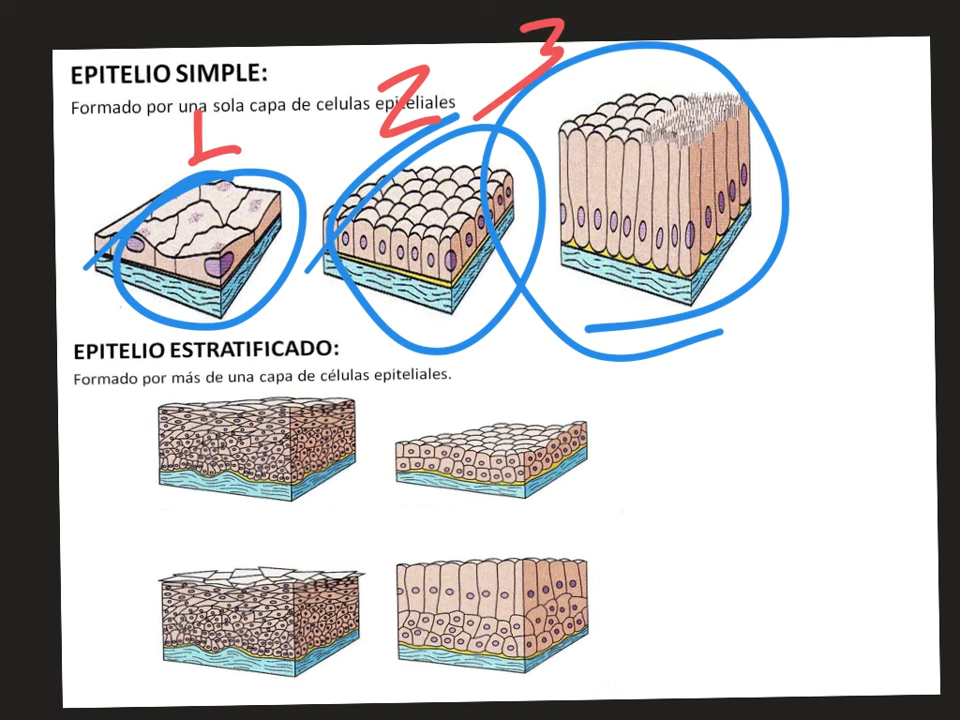 EPITELIO SIMPLE:
Formado por una sola capa de celulas epiteliales
1 2 3
EPITELIO ESTRATIFICADO:
Formado por más de una capa de células epiteliales.